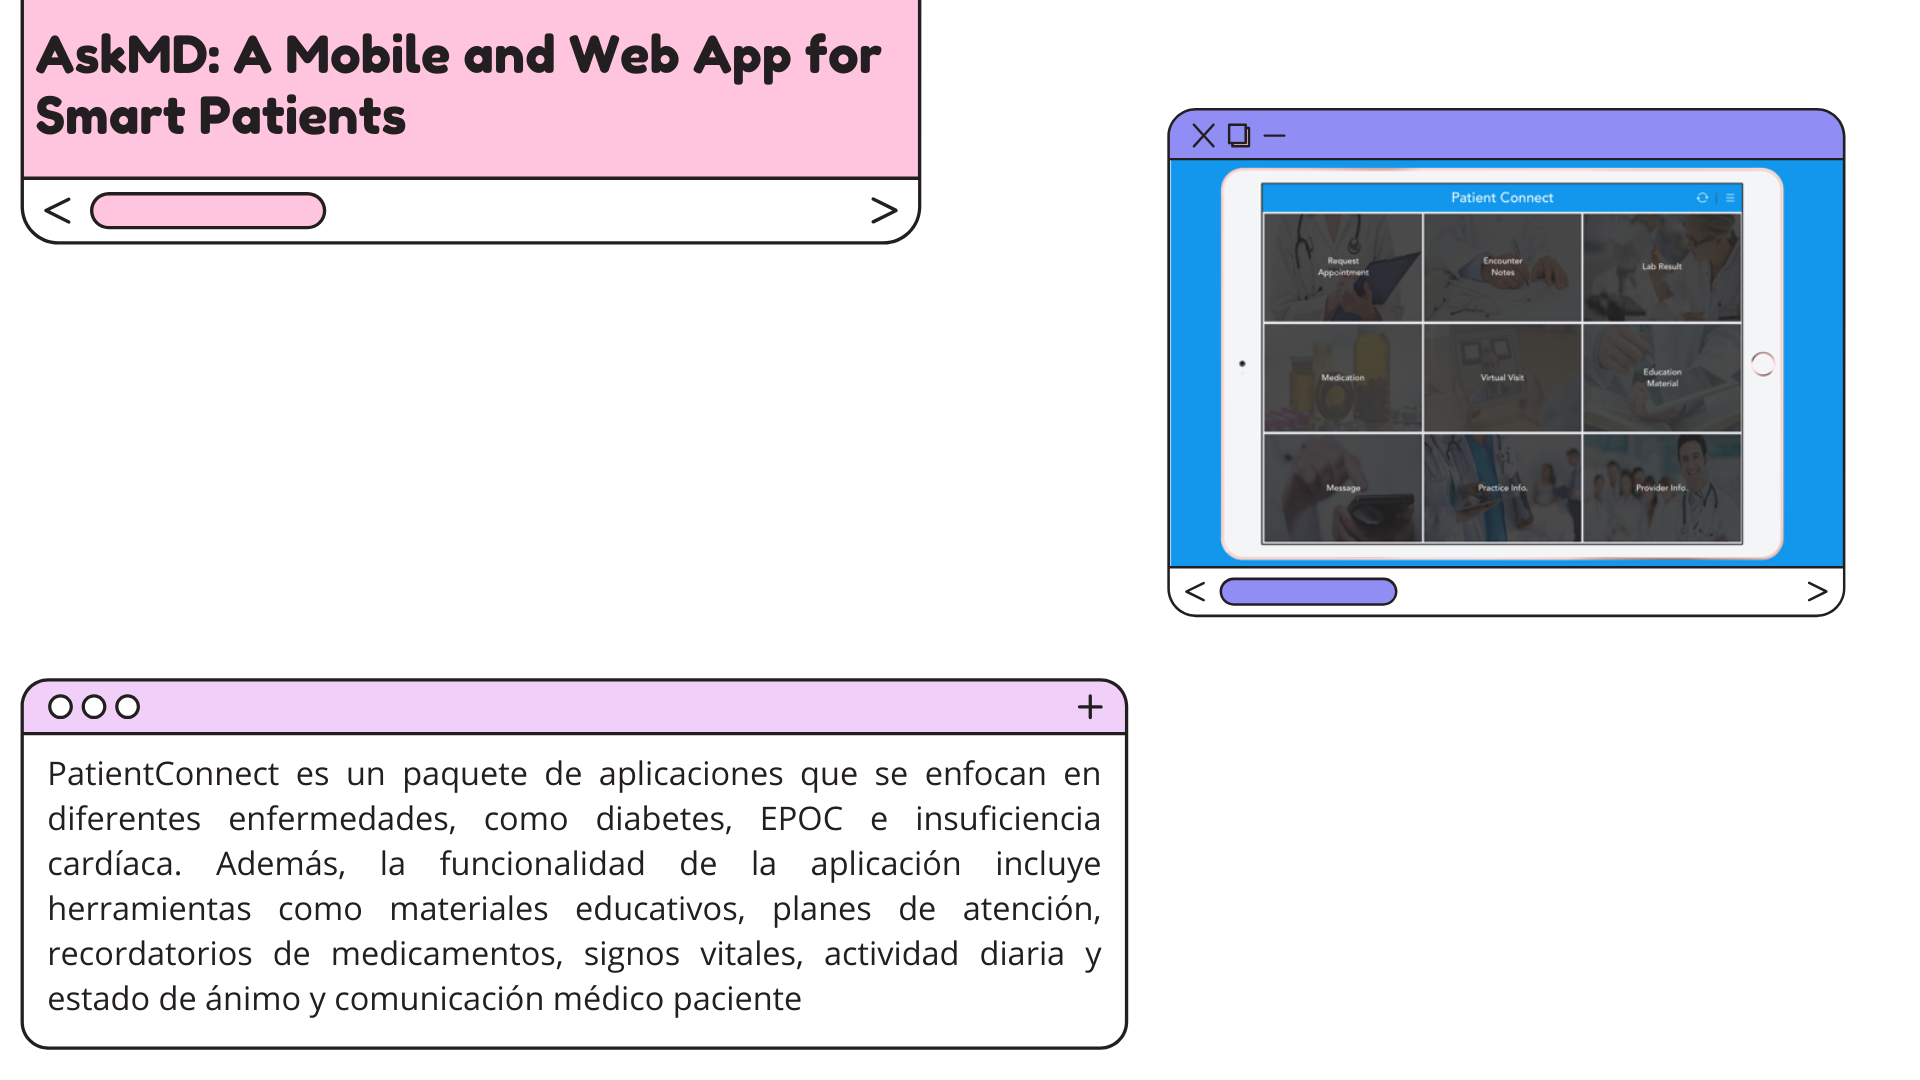 AskMD: A Mobile and Web App for
Smart Patients
Patient Connect
Request
Appointment
Encounter
Notes
Lab Result
Medication
Virtual Visit
Education
Material
Message
Practice Info.
Provider Info.
PatientConnect es un paquete de aplicaciones que se enfocan en
diferentes enfermedades, como diabetes, EPOC e insuficiencia
cardíaca. Además, la funcionalidad de la aplicación incluye
herramientas como materiales educativos, planes de atención,
recordatorios de medicamentos, signos vitales, actividad diaria y
estado de ánimo y comunicación médico paciente